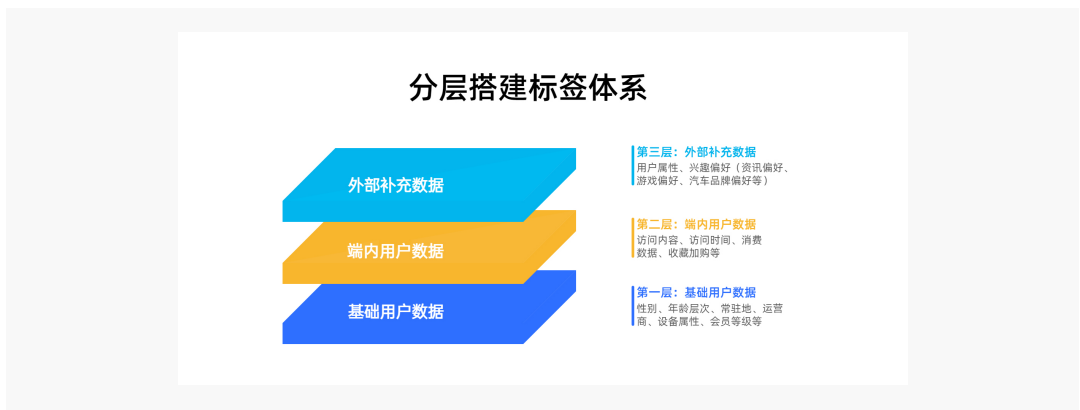 分层搭建标签体系
外部补充数据
端内用户数据
基础用户数据
第三层：外部补充数据
用户属性、兴趣偏好（资讯偏好、
游戏偏好、汽车品牌偏好等）
第二层：端内用户数据
访问内容、访问时间、消费
数据、收藏加购等
第一层：基础用户数据
性别、年龄层次、常驻地、运营
商、设备属性、会员等级等